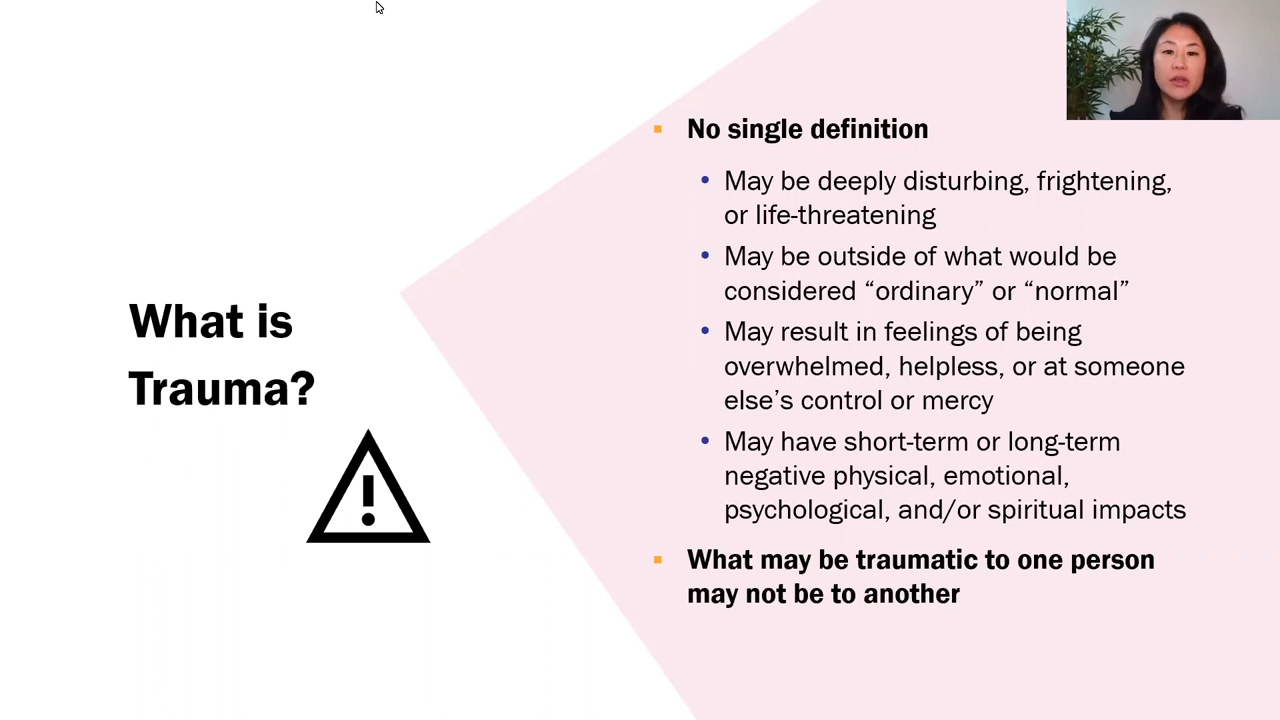 What is
Trauma?
No single definition
May be deeply disturbing, frightening,
or life-threatening
May be outside of what would be
considered “ordinary” or “normal”
May result in feelings of being
overwhelmed, helpless, or at someone
else’s control or mercy
May have short-term or long-term
negative physical, emotional,
psychological, and/or spiritual impacts
What may be traumatic to one person
may not be to another